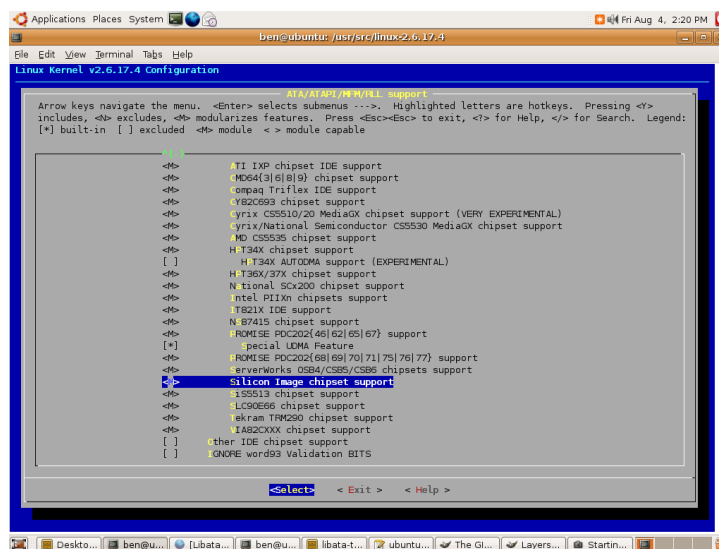 Applications Places System Fri Aug 4, 2:20 PM
ben@ubuntu: /usr/src/linux-2.6.17.4
File Edit View Terminal Tabs Help
Linux Kernel v2.6.17.4 Configuration
ATA/ATAPI/MFM/RLL support
Arrow keys navigate the menu. <Enter> selects submenus --->. Highlighted letters are hotkeys. Pressing <Y>
includes, <N> excludes, <M> modularizes features. Press <Esc><Esc> to exit, <?> for Help, </> for Search. Legend:
[*] built-in [ ] excluded <M> module < > module capable
<M> ATI IXP chipset IDE support
<M> CMD64{3|6|8|9} chipset support
<M> Compaq Triflex IDE support
<M> CY82C693 chipset support
<M> Cyrix CS5510/20 MediaGX chipset support (VERY EXPERIMENTAL)
<M> Cyrix/National Semiconductor CS5530 MediaGX chipset support
<M> AMD CS5535 chipset support
<M> HPT34X chipset support
[ ] HPT34X AUTODMA support (EXPERIMENTAL)
<M> HPT36X/37X chipset support
<M> National SCx200 chipset support
<M> Intel PIIXn chipsets support
<M> IT821X IDE support
<M> NS87415 chipset support
<M> PROMISE PDC202{46|62|65|67} support
[*] Special UDMA Feature
<M> PROMISE PDC202{68|69|70|71|75|76|77} support
<M> ServerWorks OSB4/CSB5/CSB6 chipsets support
<M> Silicon Image chipset support
<M> SiS5513 chipset support
<M> SLC90E66 chipset support
<M> Tekram TRM290 chipset support
<M> VIA82CXXX chipset support
[ ] Other IDE chipset support
[ ] IGNORE word93 Validation BITS
<Select> < Exit > < Help >
Deskto... ben@u... [Libata... ben@u... libata-t... ubuntu... The GI... Layers... Startin...